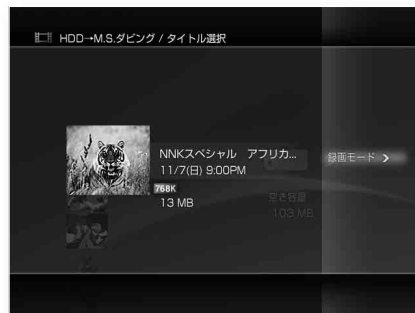 HDD→M.S.ダビング / タイトル選択
NNKスペシャル アフリカ...
11/7(日) 9:00PM
録画モード >
768K
13 MB
空き容量
103 MB